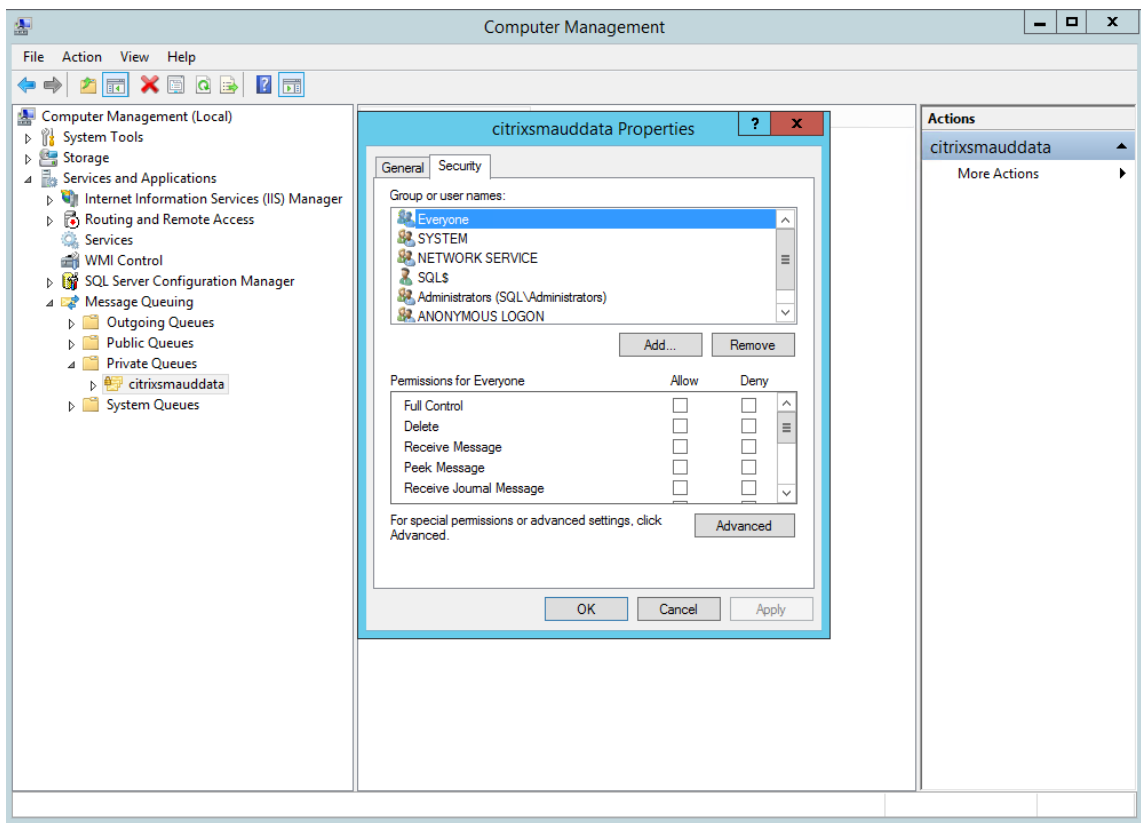 Computer Management
File Action View Help
Computer Management (Local)
System Tools
Storage
Services and Applications
Internet Information Services (IIS) Manager
Routing and Remote Access
Services
WMI Control
SQL Server Configuration Manager
Message Queuing
Outgoing Queues
Public Queues
Private Queues
citrixsmauddata
System Queues
citrixsmauddata Properties
General Security
Group or user names:
Everyone
SYSTEM
NETWORK SERVICE
SQL$
Administrators (SQL\Administrators)
ANONYMOUS LOGON
Add... Remove
Permissions for Everyone Allow Deny
Full Control
Delete
Receive Message
Peek Message
Receive Journal Message
For special permissions or advanced settings, click
Advanced.
Advanced
OK Cancel Apply
Actions
citrixsmauddata
More Actions